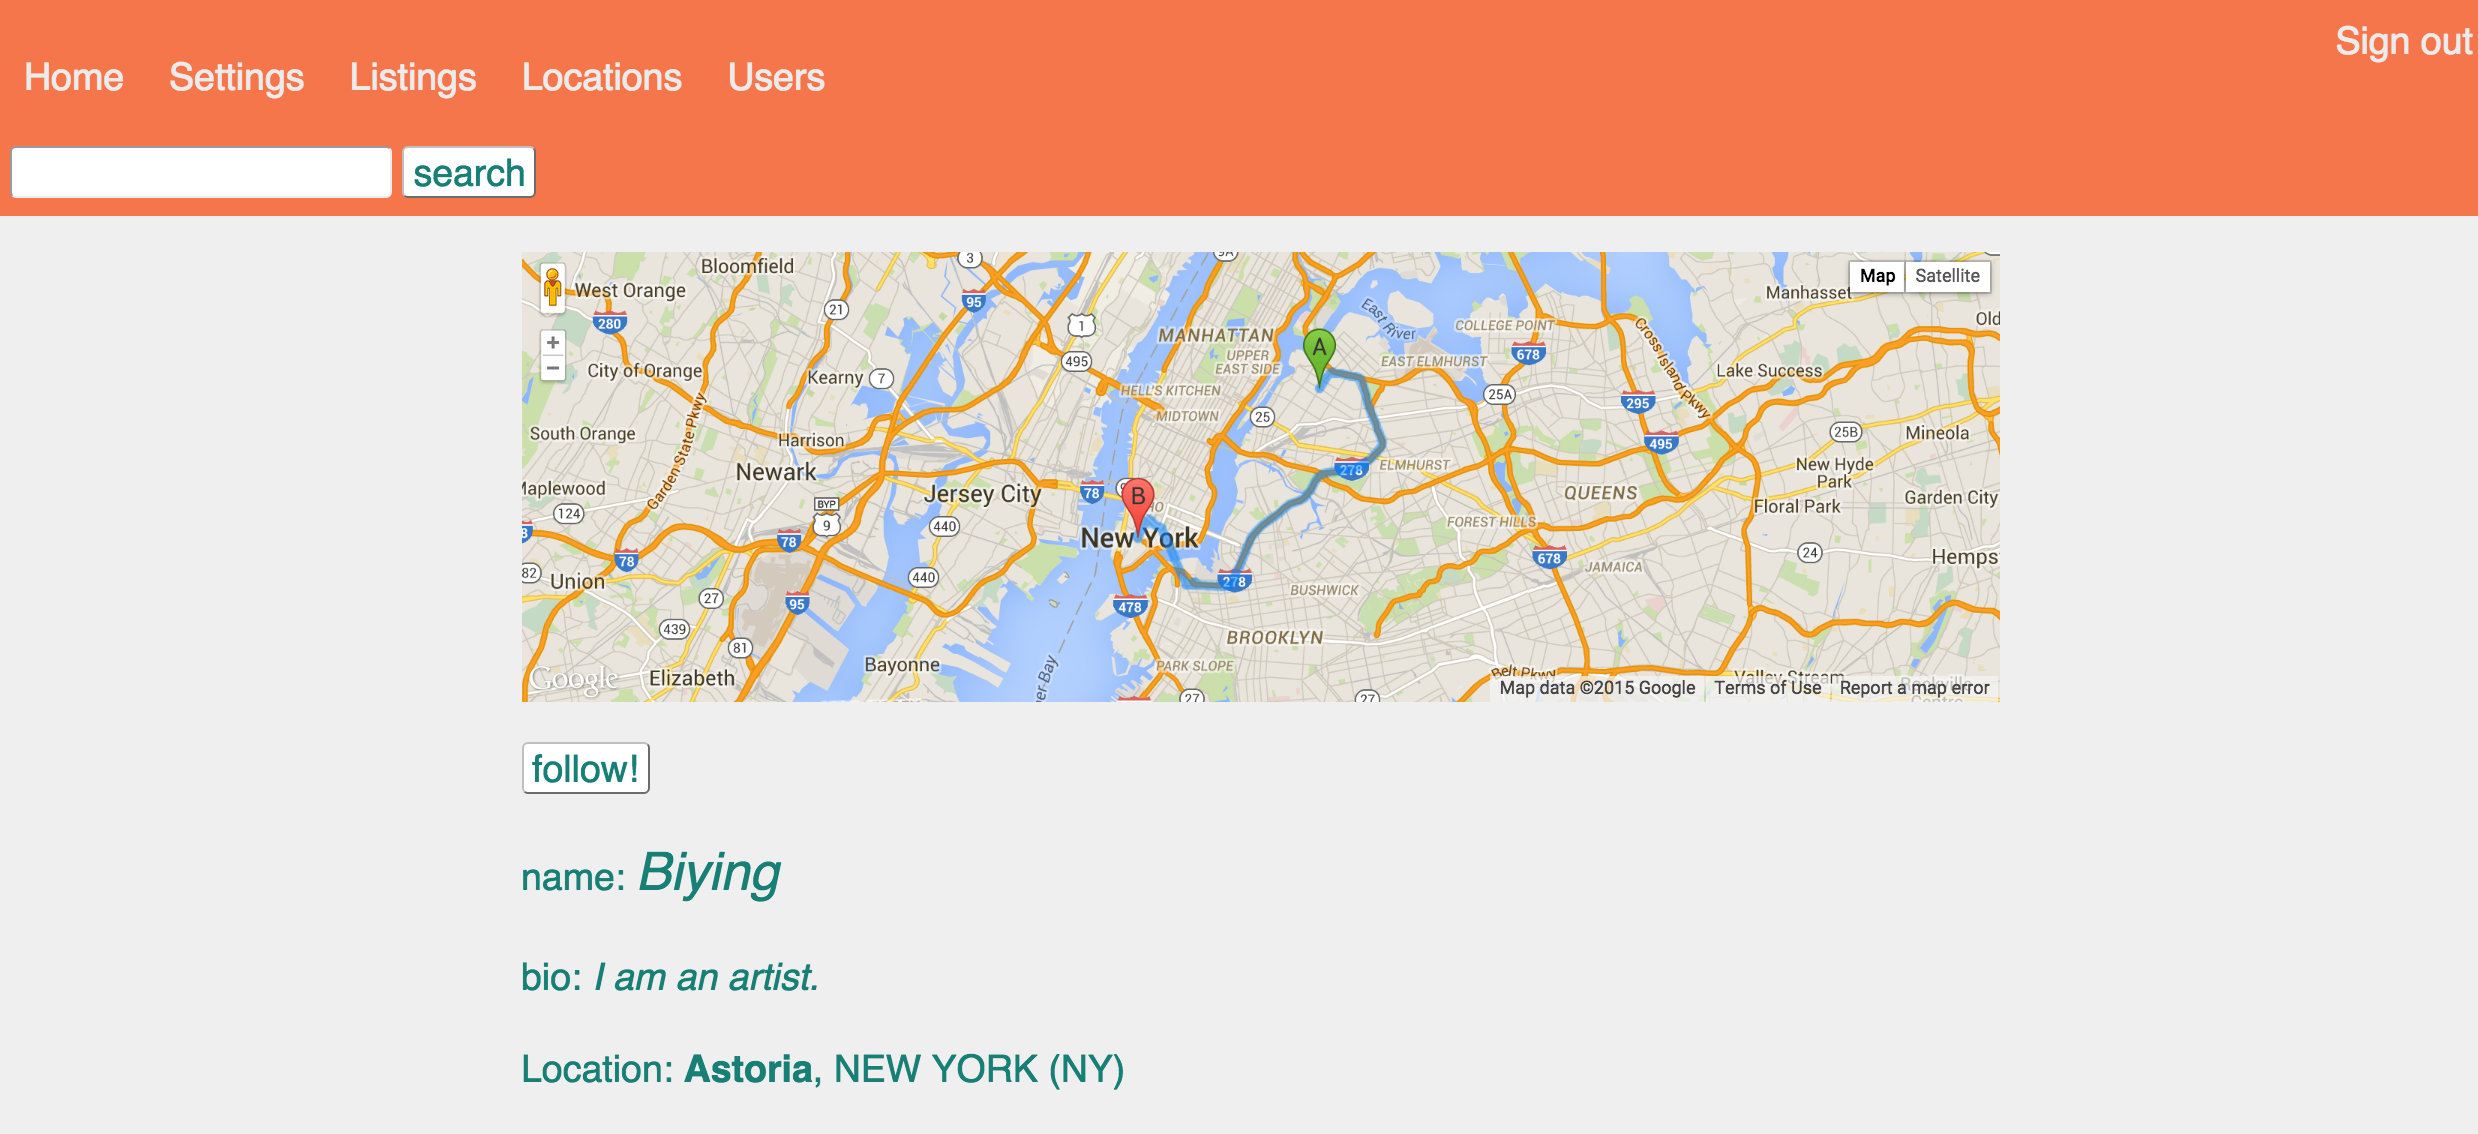 Sign out
Home Settings Listings Locations Users
search
Bloomfield
3
9A
Map Satellite
West Orange
Manhasset
280
21
95
1
MANHATTAN
East River
COLLEGE POINT
Cross Island Pkwy
Old
+
−
UPPER
EAST SIDE
A
495
EAST ELMHURST
678
City of Orange
Kearny
7
HELL'S KITCHEN
25A
Lake Success
Garden State Pkwy
MIDTOWN
25
295
South Orange
Harrison
495
25B
Mineola
Newark
278
ELMHURST
New Hyde
Park
Maplewood
Jersey City
78
B
QUEENS
Garden City
124
BYP
9
440
Floral Park
FOREST HILLS
New York
78
78
678
24
Hemps
82
Union
440
278
BUSHWICK
JAMAICA
27
95
478
439
BROOKLYN
81
Bayonne
PARK SLOPE
Belt Pkwy
Valley Stream
Google
Elizabeth
er Bay
Map data ©2015 Google Terms of Use Report a map error
27
27
follow!
name: Biying
bio: I am an artist.
Location: Astoria, NEW YORK (NY)